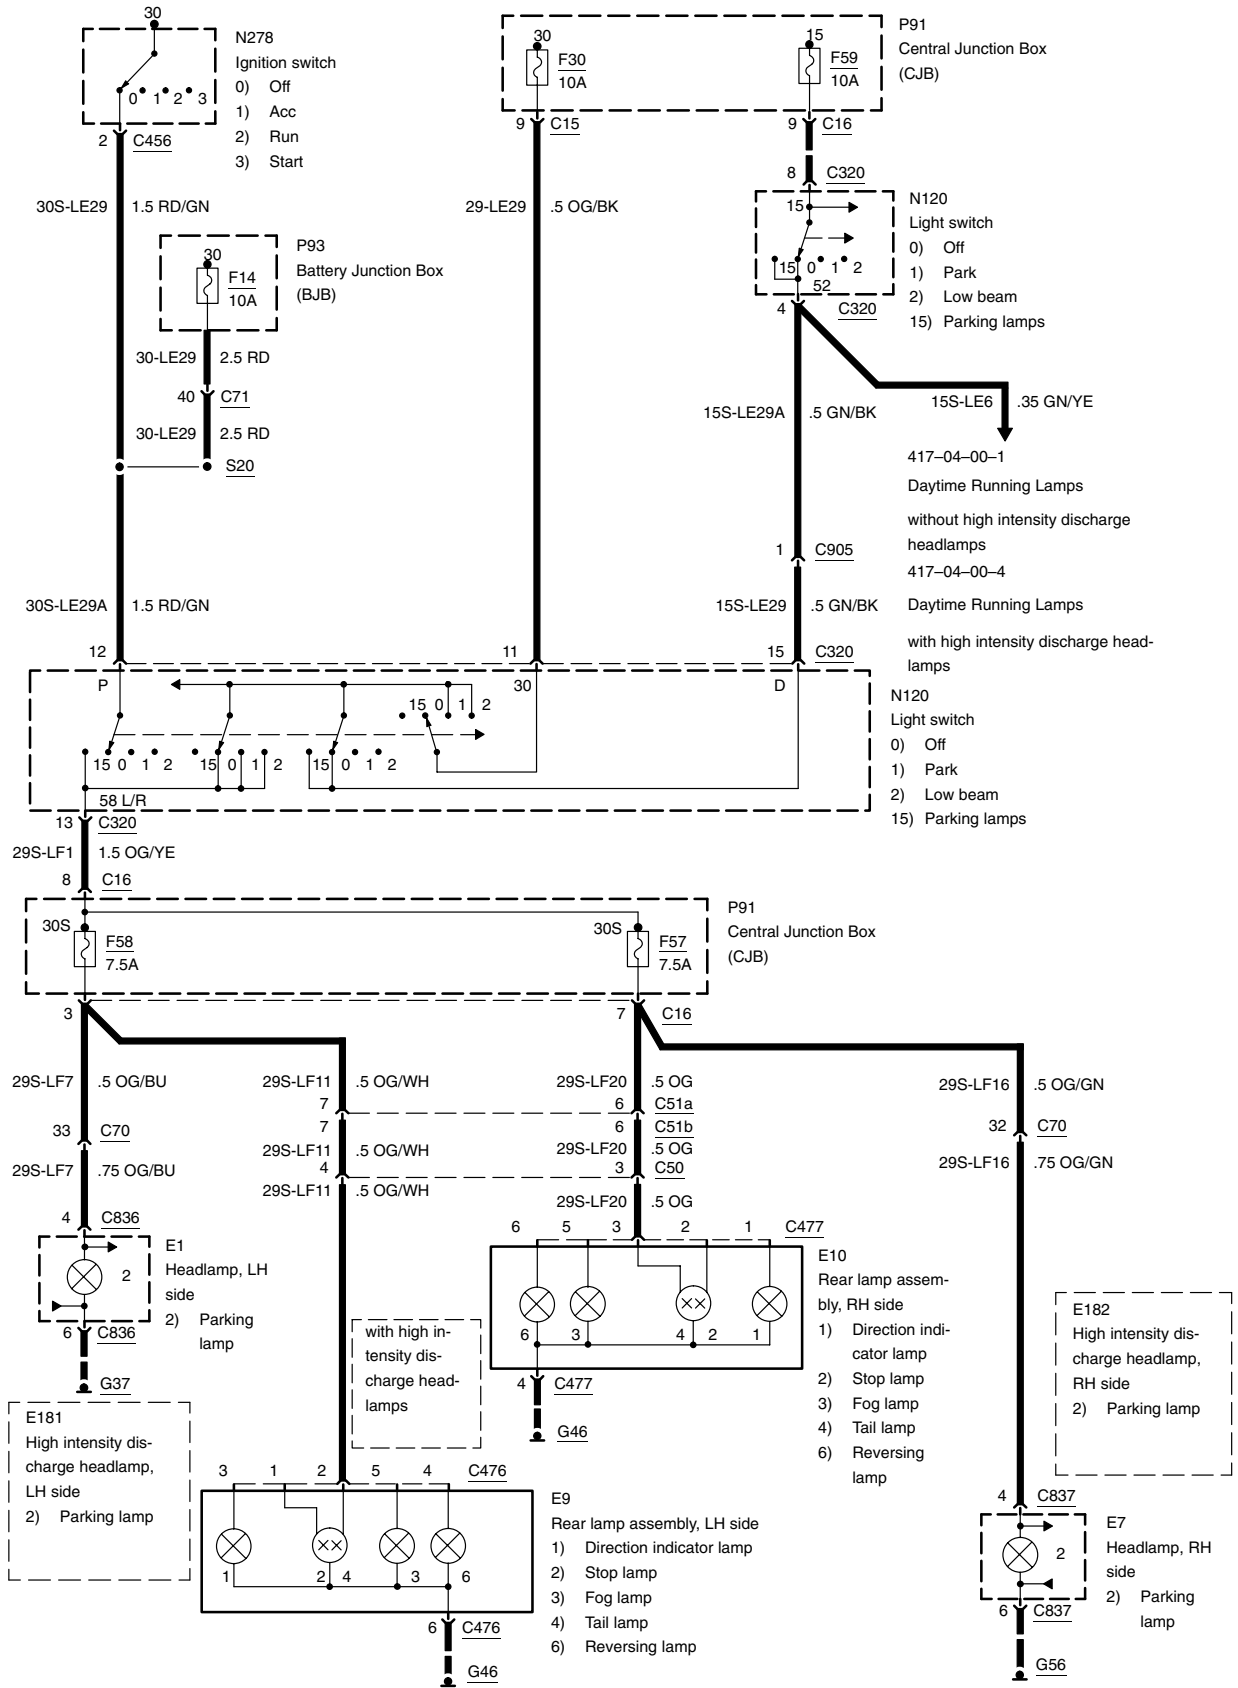 30
N278
Ignition switch
0) Off
1) Acc
2) Run
3) Start
0 1 2 3
2 C456
30S-LE29 1.5 RD/GN
P93
Battery Junction Box
(BJB)
30
F14
10A
30-LE29 2.5 RD
40 C71
30-LE29 2.5 RD
S20
30S-LE29A 1.5 RD/GN
P91
Central Junction Box
(CJB)
30
F30
10A
15
F59
10A
9 C15
9 C16
29-LE29 .5 OG/BK
8 C320
N120
Light switch
0) Off
1) Park
2) Low beam
15) Parking lamps
15
15 0 1 2
52
4 C320
15S-LE29A .5 GN/BK
15S-LE6 .35 GN/YE
417–04–00–1
Daytime Running Lamps
without high intensity discharge
headlamps
417–04–00–4
Daytime Running Lamps
with high intensity discharge head-
lamps
1 C905
15S-LE29 .5 GN/BK
12 11 15 C320
P 30 D
15 0 1 2
15 0 1 2
15 0 1 2
15 0 1 2
58 L/R
N120
Light switch
0) Off
1) Park
2) Low beam
15) Parking lamps
13 C320
29S-LF1 1.5 OG/YE
8 C16
P91
Central Junction Box
(CJB)
30S
F58
7.5A
30S
F57
7.5A
3 7 C16
29S-LF7 .5 OG/BU
29S-LF11 .5 OG/WH
29S-LF20 .5 OG
29S-LF16 .5 OG/GN
7 6 C51a
7 6 C51b
33 C70
32 C70
29S-LF11 .5 OG/WH
29S-LF20 .5 OG
4 3 C50
29S-LF7 .75 OG/BU
29S-LF11 .5 OG/WH
29S-LF20 .5 OG
29S-LF16 .75 OG/GN
4 C836
E1
Headlamp, LH
side
2) Parking
lamp
2
6 C836
G37
E181
High intensity dis-
charge headlamp,
LH side
2) Parking lamp
with high in-
tensity dis-
charge head-
lamps
6 5 3 2 1 C477
6 3 4 2 1
E10
Rear lamp assem-
bly, RH side
1) Direction indi-
cator lamp
2) Stop lamp
3) Fog lamp
4) Tail lamp
6) Reversing
lamp
4 C477
G46
E182
High intensity dis-
charge headlamp,
RH side
2) Parking lamp
3 1 2 5 4 C476
1 2 4 3 6
E9
Rear lamp assembly, LH side
1) Direction indicator lamp
2) Stop lamp
3) Fog lamp
4) Tail lamp
6) Reversing lamp
6 C476
G46
4 C837
E7
Headlamp, RH
side
2) Parking
lamp
2
6 C837
G56